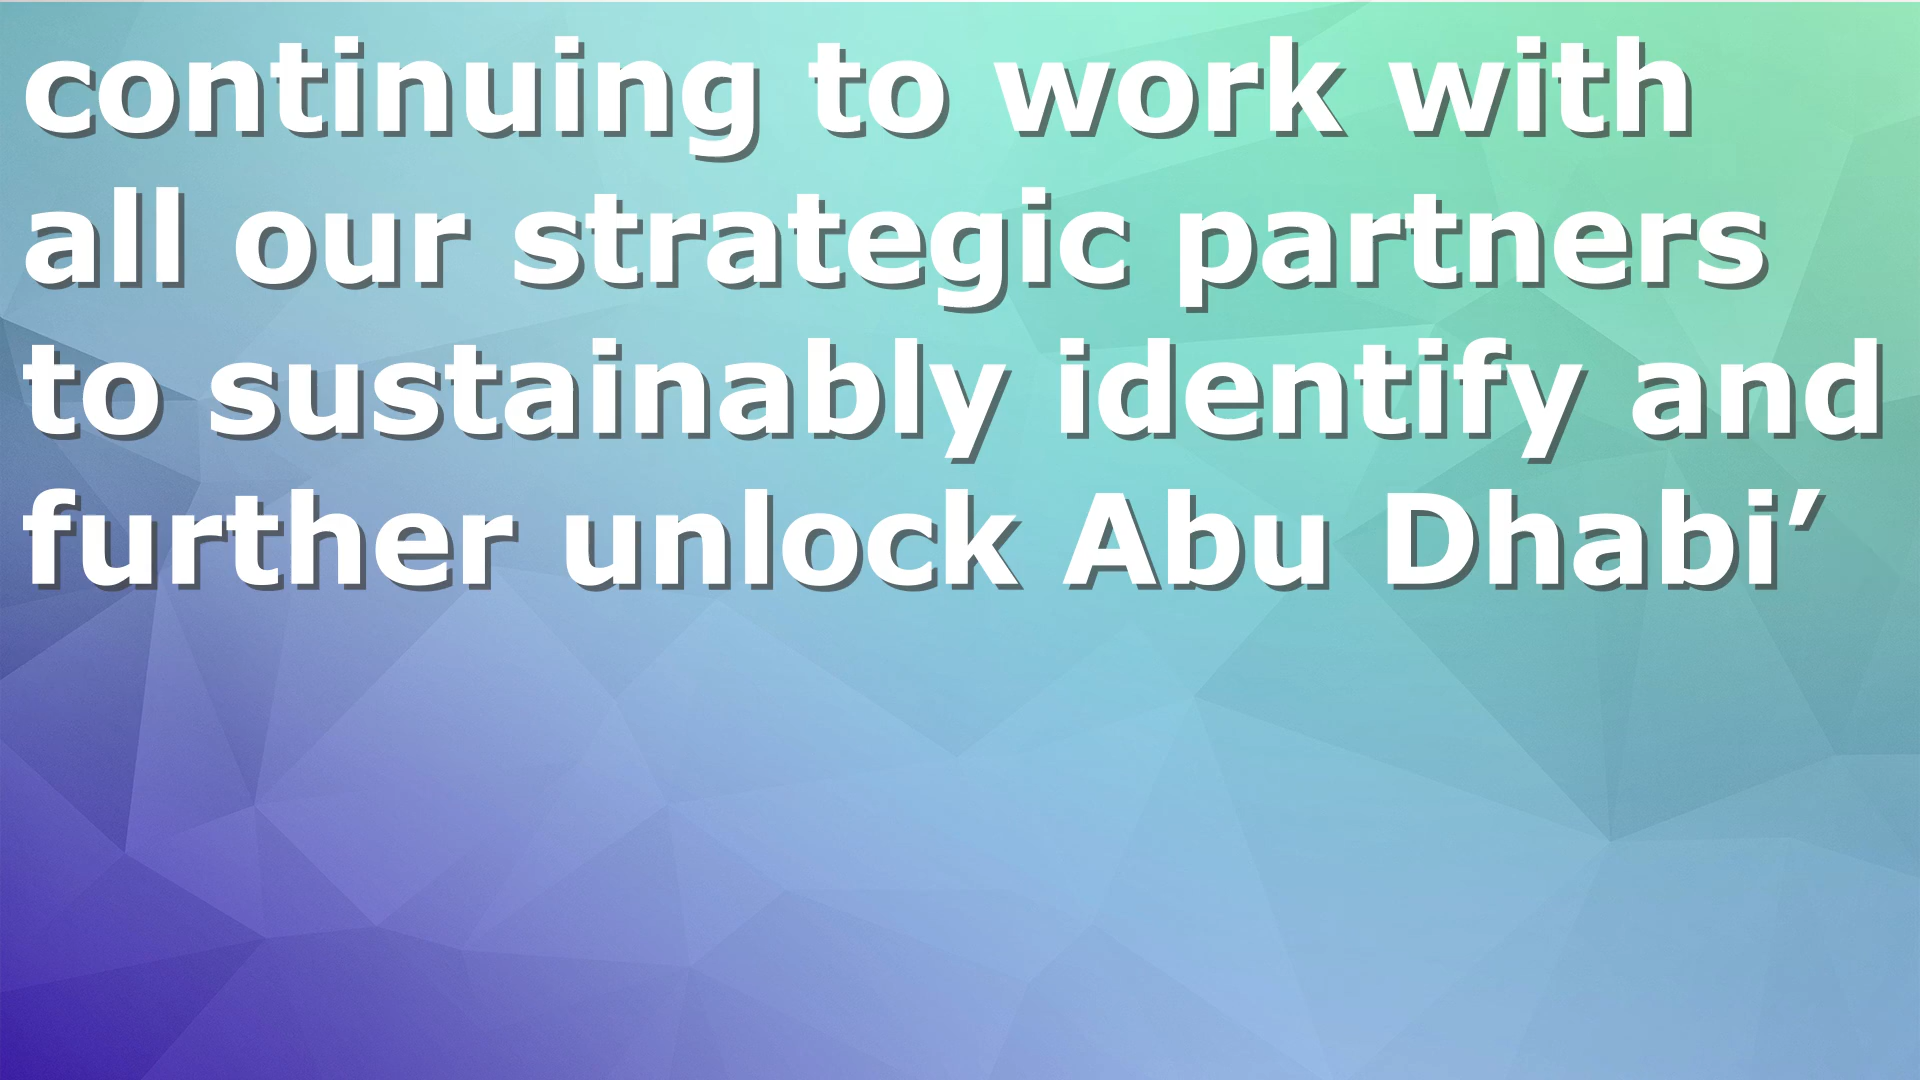 continuing to work with
all our strategic partners
to sustainably identify and
further unlock Abu Dhabi’